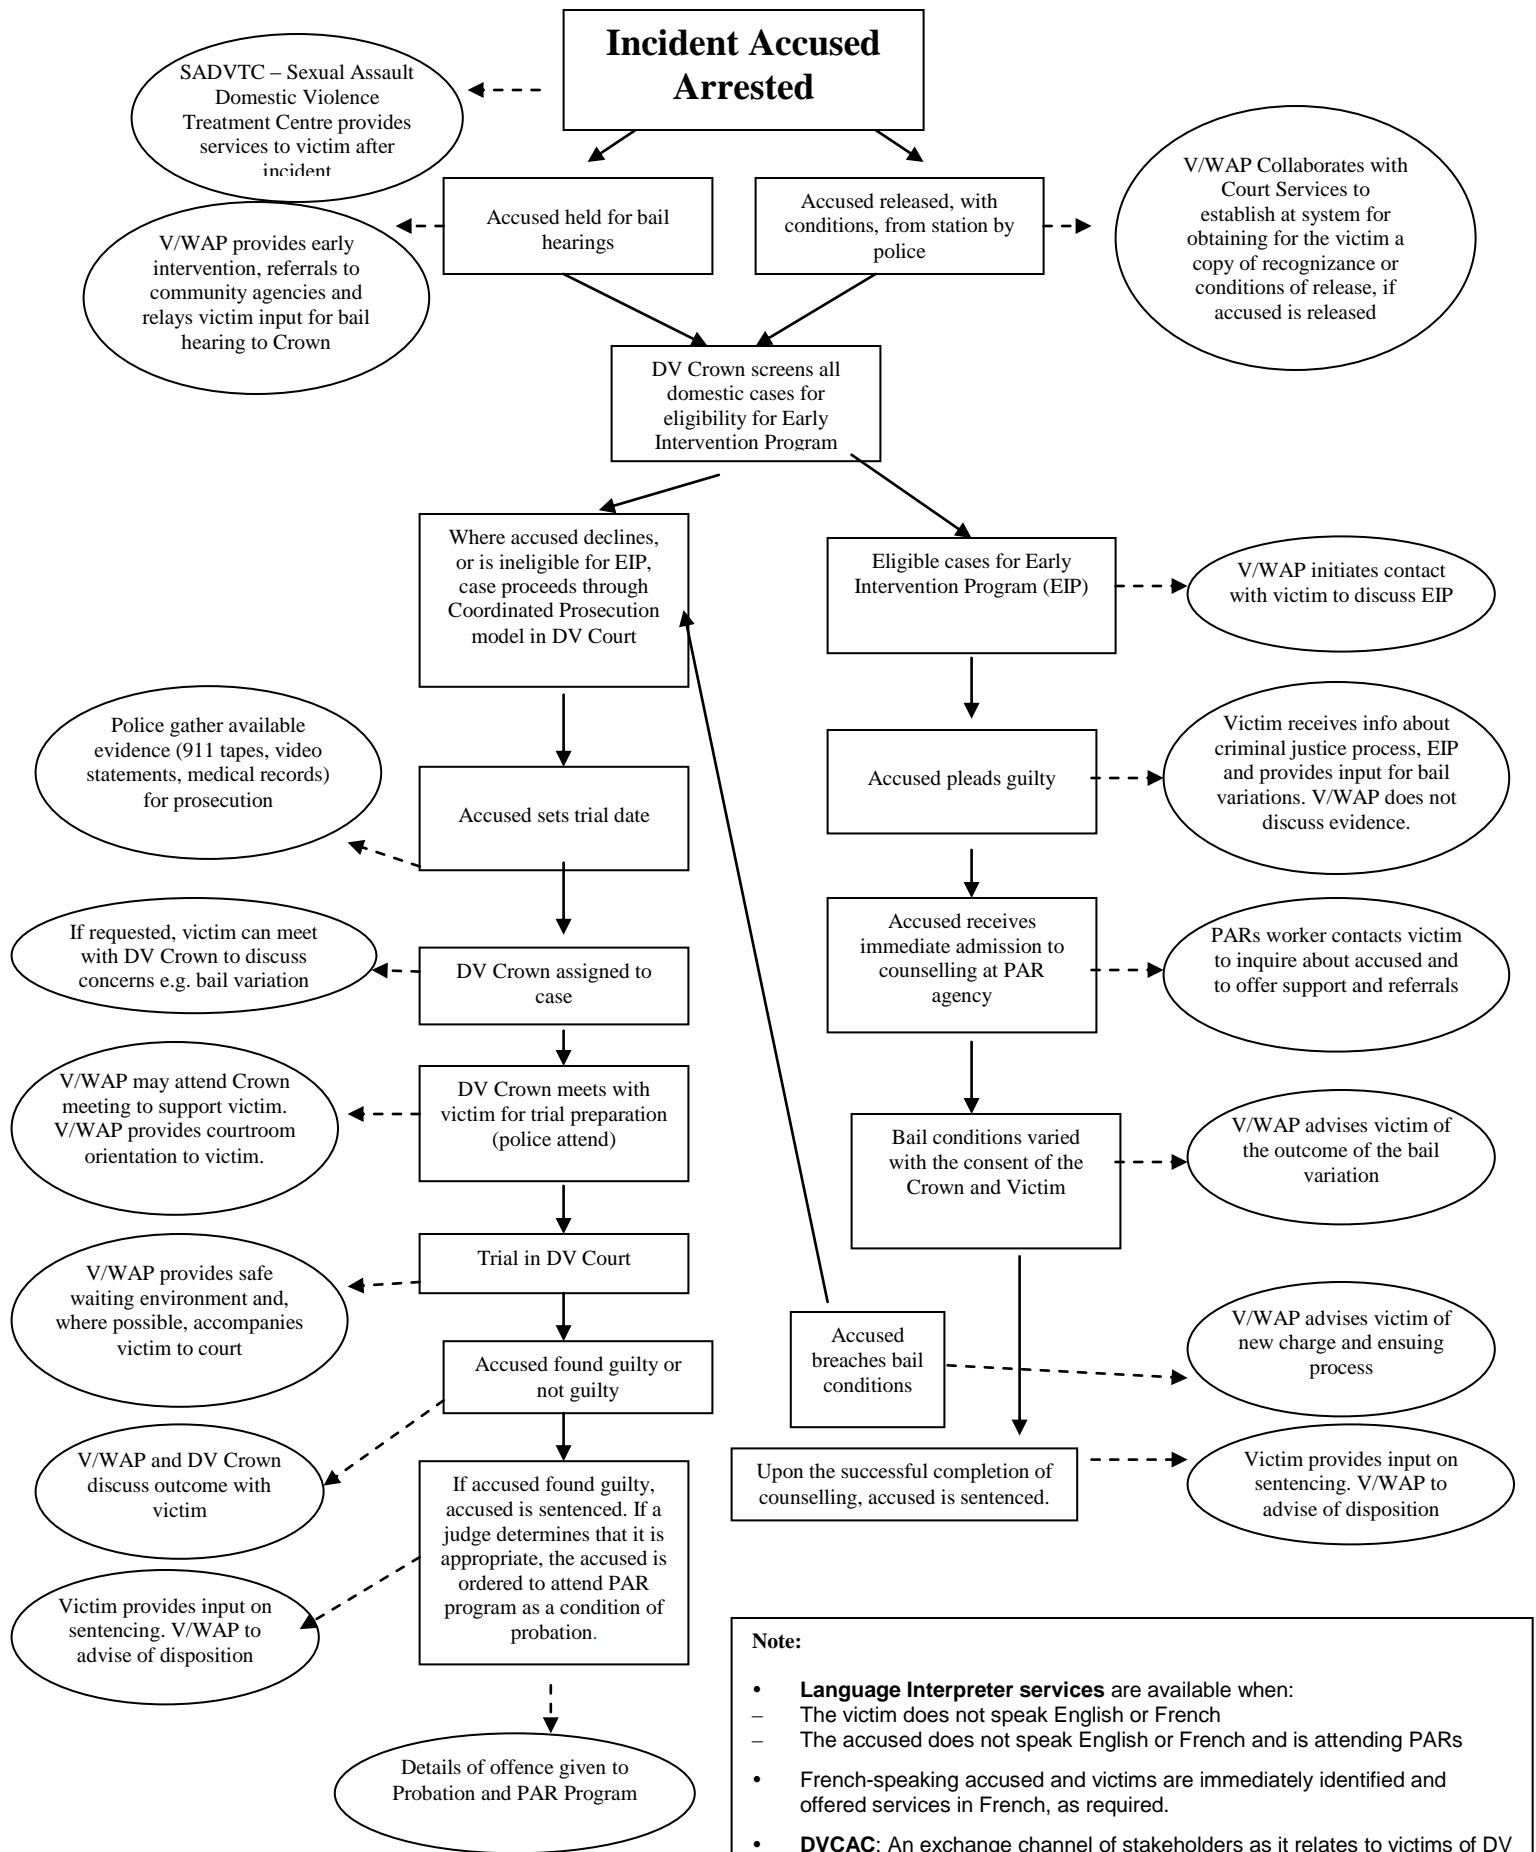 Incident Accused
Arrested
SADVTC – Sexual Assault
Domestic Violence
Treatment Centre provides
services to victim after
incident
Accused held for bail
hearings
Accused released, with
conditions, from station by
police
V/WAP Collaborates with
Court Services to
establish at system for
obtaining for the victim a
copy of recognizance or
conditions of release, if
accused is released
V/WAP provides early
intervention, referrals to
community agencies and
relays victim input for bail
hearing to Crown
DV Crown screens all
domestic cases for
eligibility for Early
Intervention Program
Where accused declines,
or is ineligible for EIP,
case proceeds through
Coordinated Prosecution
model in DV Court
Eligible cases for Early
Intervention Program (EIP)
V/WAP initiates contact
with victim to discuss EIP
Police gather available
evidence (911 tapes, video
statements, medical records)
for prosecution
Accused sets trial date
Accused pleads guilty
Victim receives info about
criminal justice process, EIP
and provides input for bail
variations. V/WAP does not
discuss evidence.
If requested, victim can meet
with DV Crown to discuss
concerns e.g. bail variation
DV Crown assigned to
case
Accused receives
immediate admission to
counselling at PAR
agency
PARs worker contacts victim
to inquire about accused and
to offer support and referrals
V/WAP may attend Crown
meeting to support victim.
V/WAP provides courtroom
orientation to victim.
DV Crown meets with
victim for trial preparation
(police attend)
Bail conditions varied
with the consent of the
Crown and Victim
V/WAP advises victim of
the outcome of the bail
variation
V/WAP provides safe
waiting environment and,
where possible, accompanies
victim to court
Trial in DV Court
Accused found guilty or
not guilty
Accused
breaches bail
conditions
V/WAP advises victim of
new charge and ensuing
process
V/WAP and DV Crown
discuss outcome with
victim
If accused found guilty,
accused is sentenced. If a
judge determines that it is
appropriate, the accused is
ordered to attend PAR
program as a condition of
probation.
Upon the successful completion of
counselling, accused is sentenced.
Victim provides input on
sentencing. V/WAP to
advise of disposition
Victim provides input on
sentencing. V/WAP to
advise of disposition
Details of offence given to
Probation and PAR Program
Note:
• Language Interpreter services are available when:
– The victim does not speak English or French
– The accused does not speak English or French and is attending PARs
• French-speaking accused and victims are immediately identified and
offered services in French, as required.
• DVCAC: An exchange channel of stakeholders as it relates to victims of DV